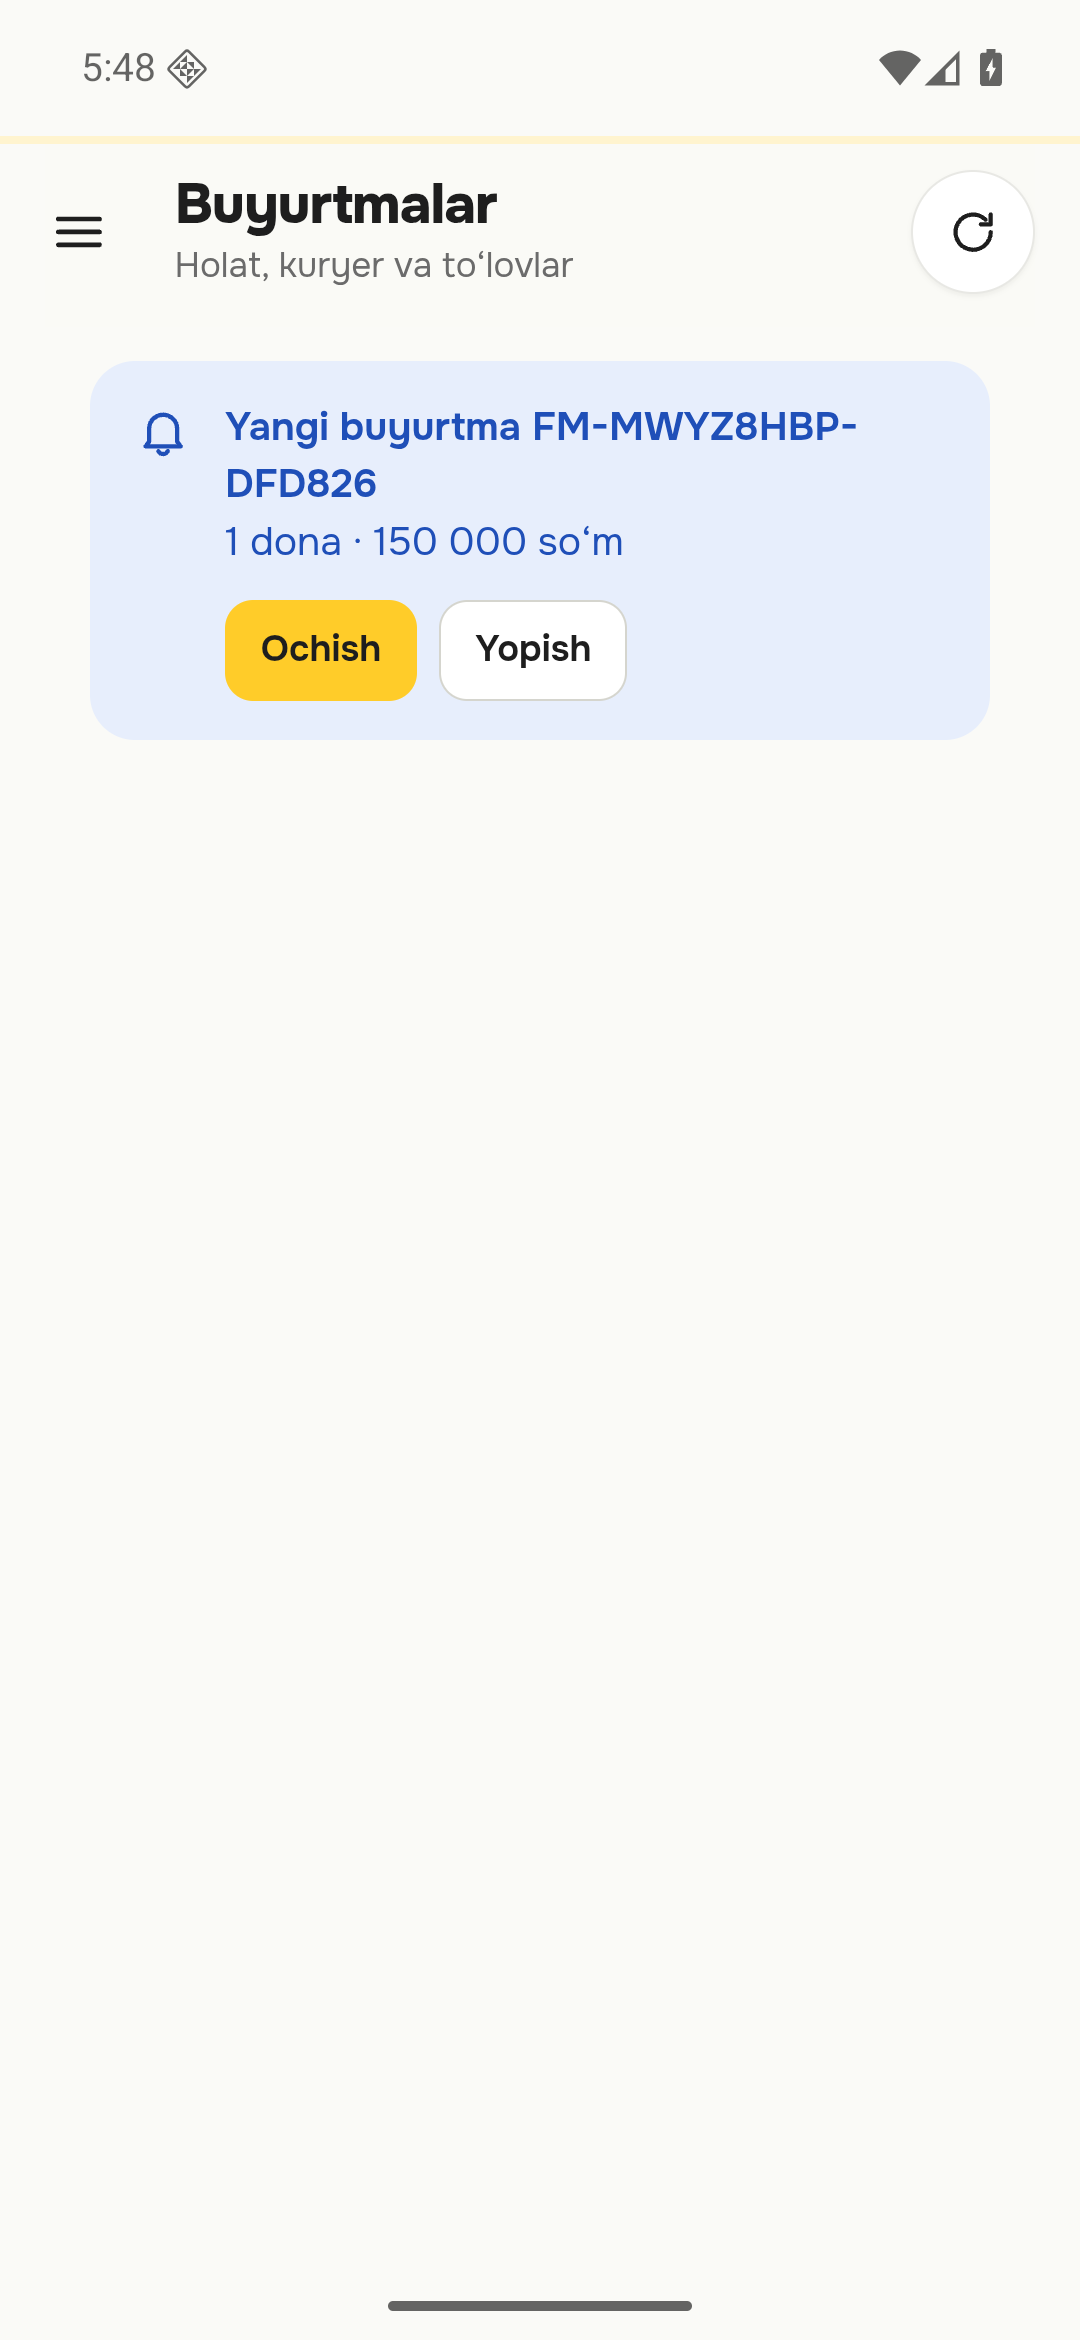 5:48
Buyurtmalar
Holat, kuryer va to‘lovlar
Yangi buyurtma FM-MWYZ8HBP-
DFD826
1 dona · 150 000 so‘m
Ochish
Yopish